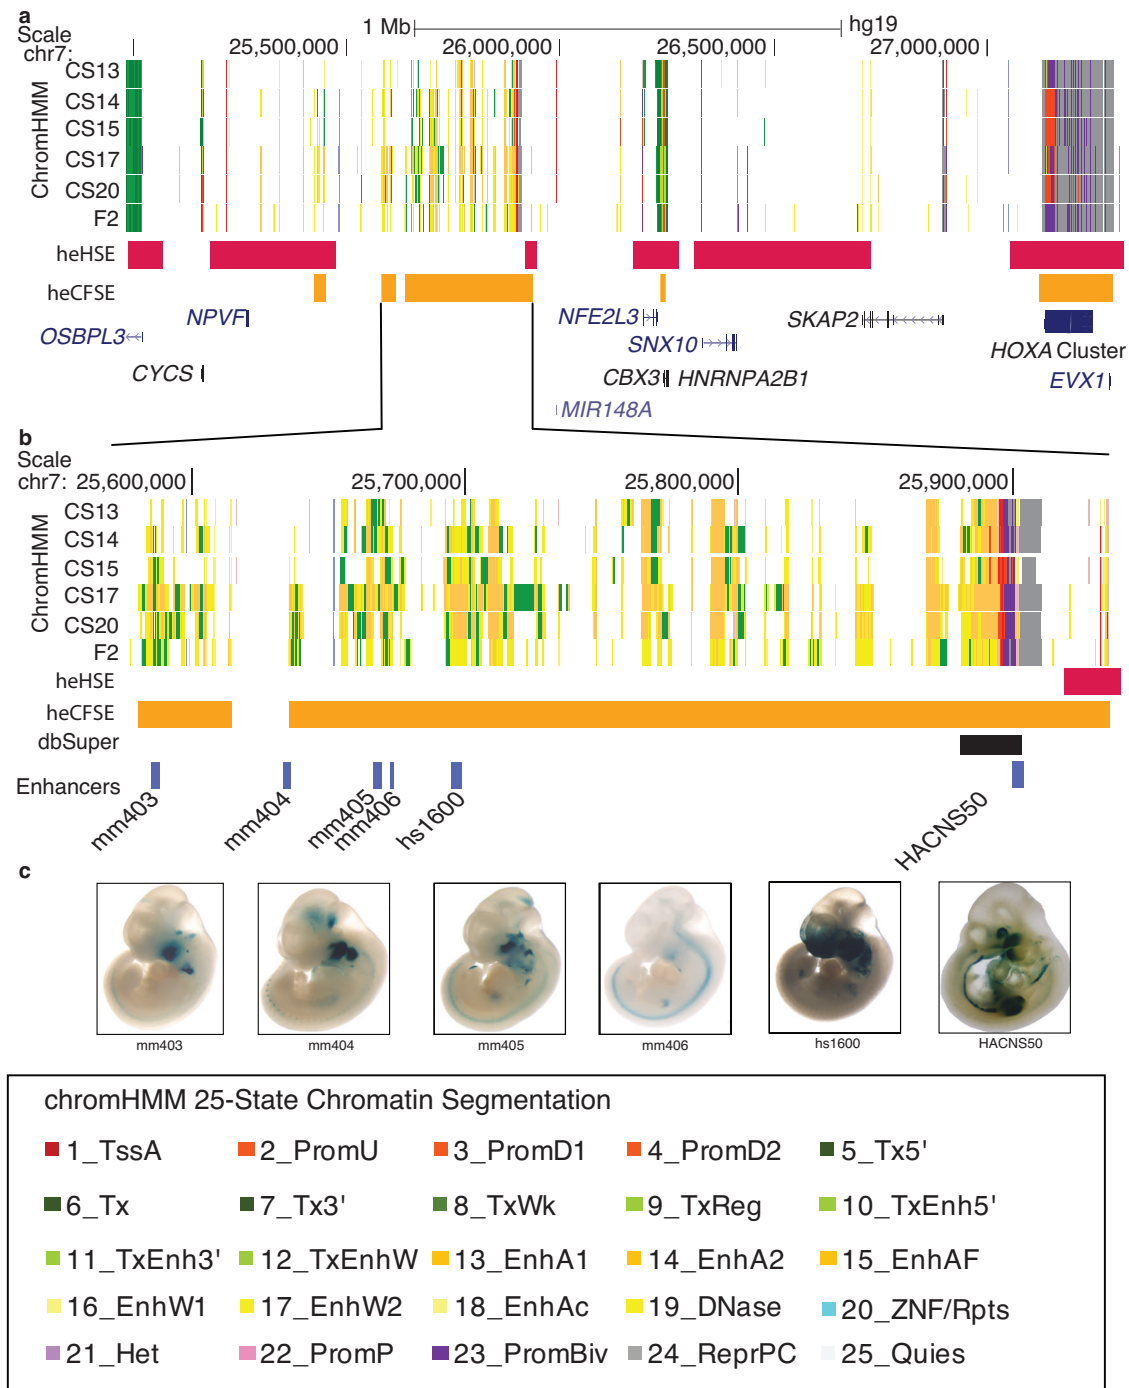 a
Scale
1 Mb
hg19
chr7:
25,500,000
26,000,000
26,500,000
27,000,000
ChromHMM
CS13
CS14
CS15
CS17
CS20
F2
heHSE
heCFSE
NPVF
NFE2L3
SKAP2
OSBPL3
SNX10
HOXA Cluster
CYCS
CBX3
HNRNPA2B1
EVX1
MIR148A
b
Scale
chr7:
25,600,000
25,700,000
25,800,000
25,900,000
ChromHMM
CS13
CS14
CS15
CS17
CS20
F2
heHSE
heCFSE
dbSuper
Enhancers
mm403
mm404
mm405
mm406
hs1600
HACNS50
c
mm403
mm404
mm405
mm406
hs1600
HACNS50
chromHMM 25-State Chromatin Segmentation
1_TssA
2_PromU
3_PromD1
4_PromD2
5_Tx5'
6_Tx
7_Tx3'
8_TxWk
9_TxReg
10_TxEnh5'
11_TxEnh3'
12_TxEnhW
13_EnhA1
14_EnhA2
15_EnhAF
16_EnhW1
17_EnhW2
18_EnhAc
19_DNase
20_ZNF/Rpts
21_Het
22_PromP
23_PromBiv
24_ReprPC
25_Quies